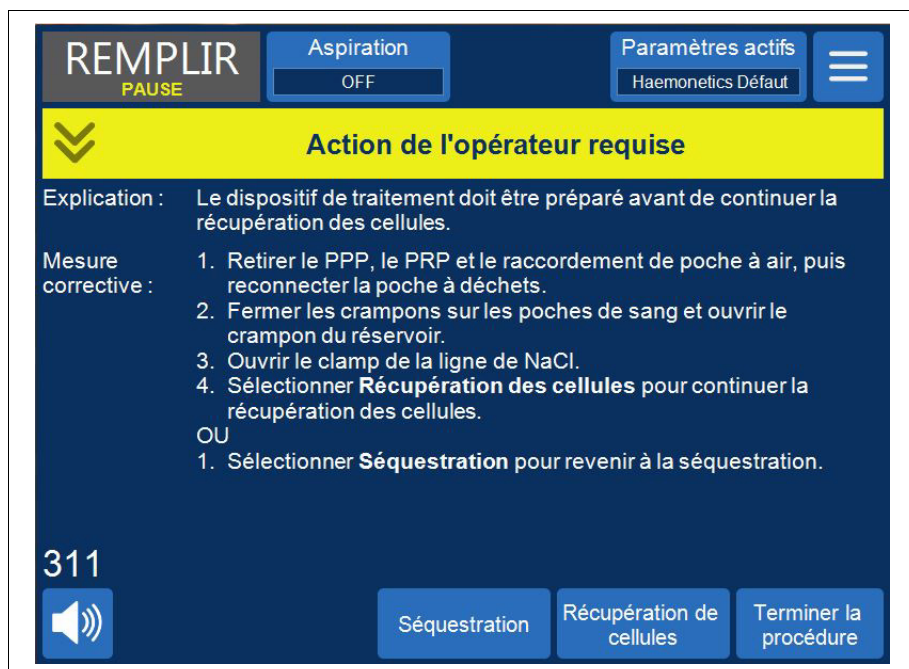 REMPLIR
PAUSE
Aspiration
OFF
Paramètres actifs
Haemonetics Défaut
Action de l'opérateur requise
Explication : Le dispositif de traitement doit être préparé avant de continuer la
récupération des cellules.
Mesure
corrective :
1. Retirer le PPP, le PRP et le raccordement de poche à air, puis
reconnecter la poche à déchets.
2. Fermer les crampons sur les poches de sang et ouvrir le
crampon du réservoir.
3. Ouvrir le clamp de la ligne de NaCl.
4. Sélectionner Récupération des cellules pour continuer la
récupération des cellules.
OU
1. Sélectionner Séquestration pour revenir à la séquestration.
311
Séquestration
Récupération de
cellules
Terminer la
procédure